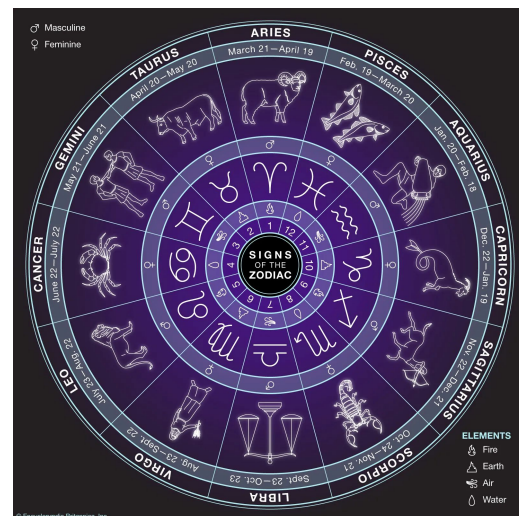 ♂ Masculine
♀ Feminine
ARIES
March 21–April 19
PISCES
Feb. 19–March 20
AQUARIUS
Jan. 20–Feb. 18
CAPRICORN
Dec. 22–Jan. 19
SAGITTARIUS
Nov. 22–Dec. 21
SCORPIO
Oct. 24–Nov. 21
LIBRA
Sept. 23–Oct. 23
VIRGO
Aug. 23–Sept. 22
LEO
July 23–Aug. 22
CANCER
June 22–July 22
GEMINI
May 21–June 21
TAURUS
April 20–May 20
1
12
11
10
9
8
7
6
5
4
3
2
SIGNS
OF THE
ZODIAC
ELEMENTS
Fire
Earth
Air
Water
© Encyclopædia Britannica, Inc.